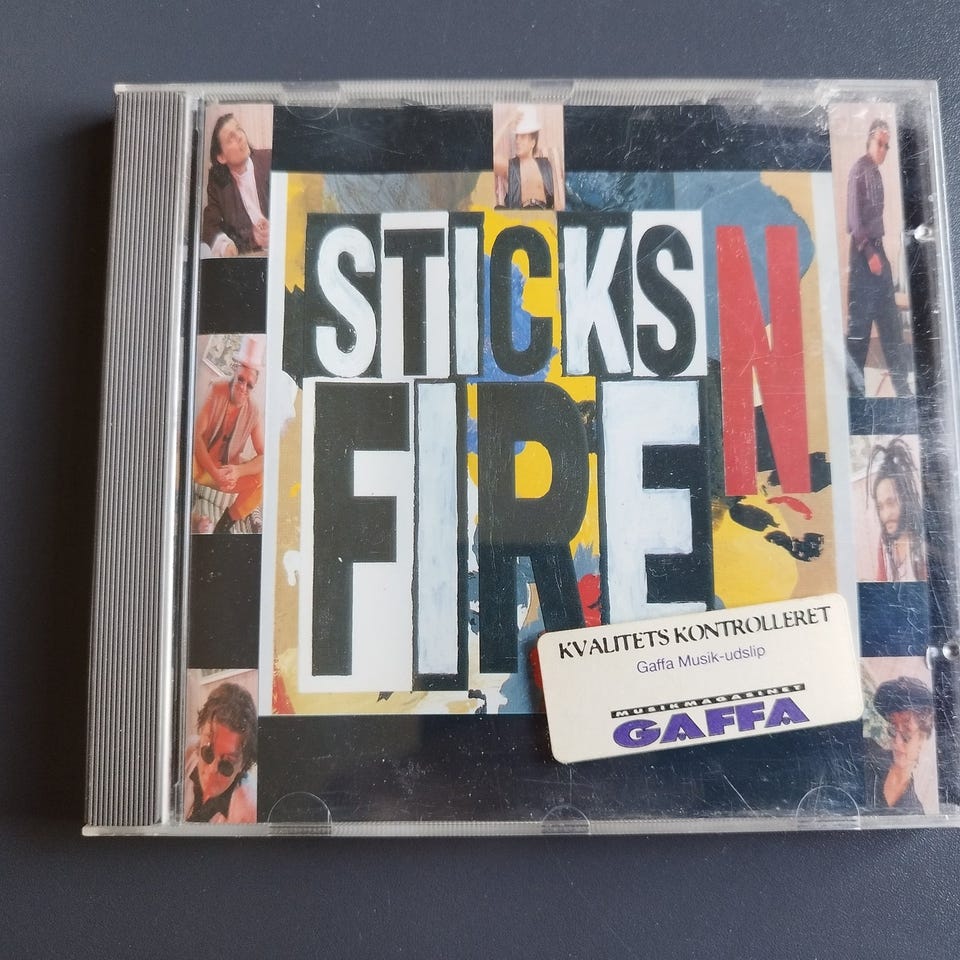 STICKS N
FIRE
KVALITETS KONTROLLERET
Gaffa Musik-udslip
MUSIKMAGASINET
GAFFA